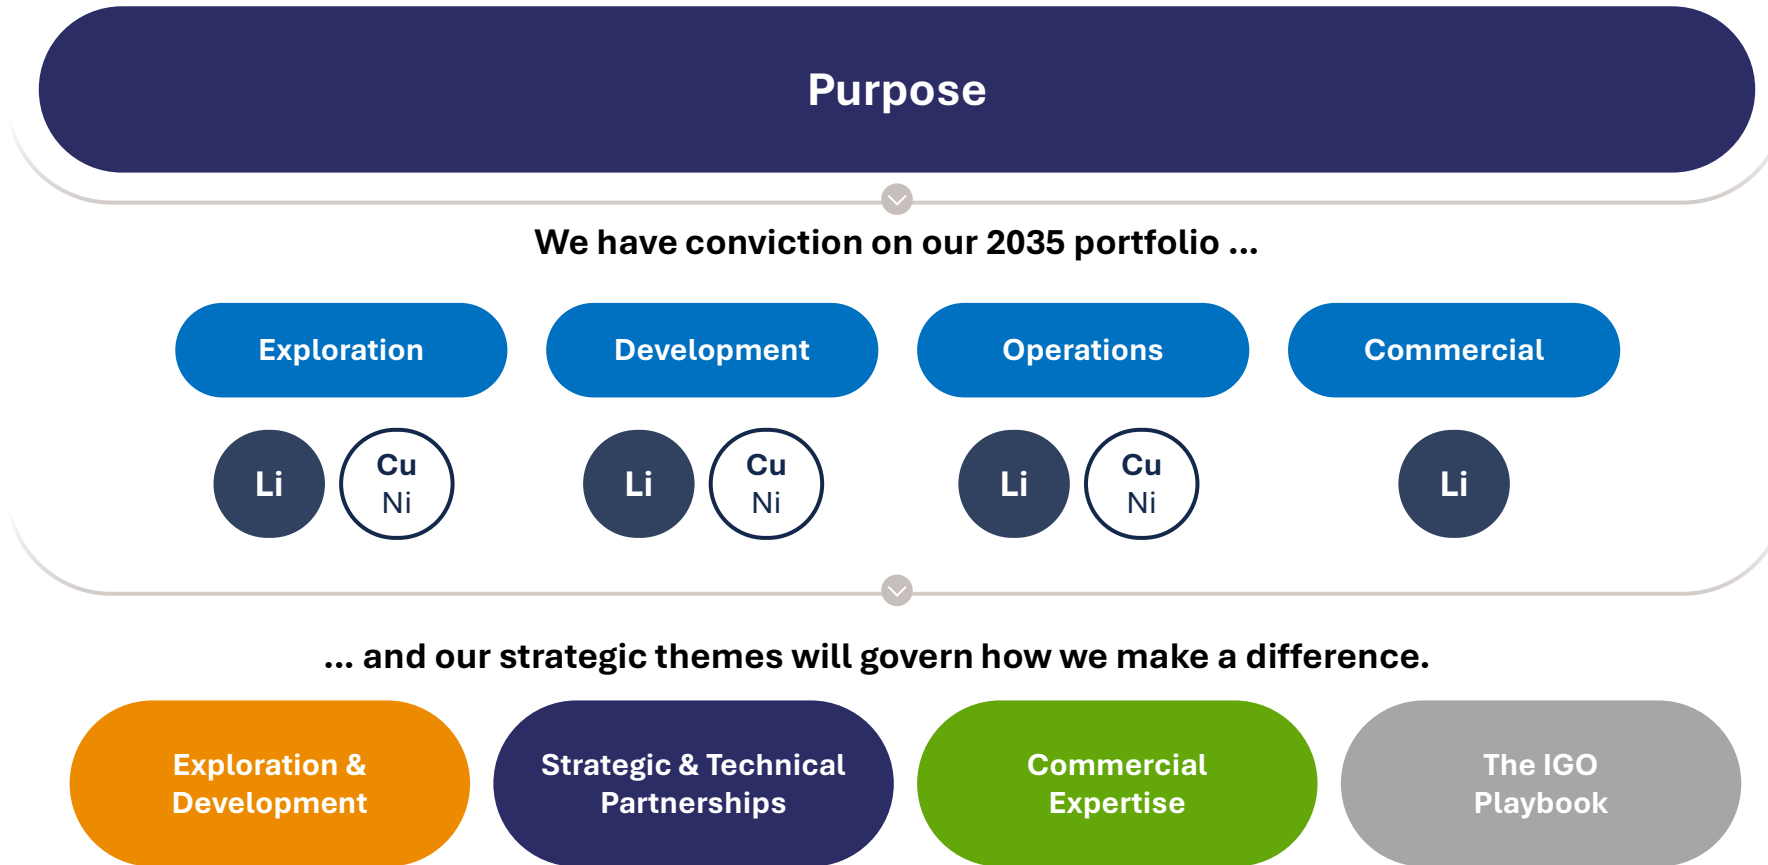 Purpose
We have conviction on our 2035 portfolio ...
Exploration
Development
Operations
Commercial
Li
Cu
Ni
Li
Cu
Ni
Li
Cu
Ni
Li
... and our strategic themes will govern how we make a difference.
Exploration &
Development
Strategic & Technical
Partnerships
Commercial
Expertise
The IGO
Playbook